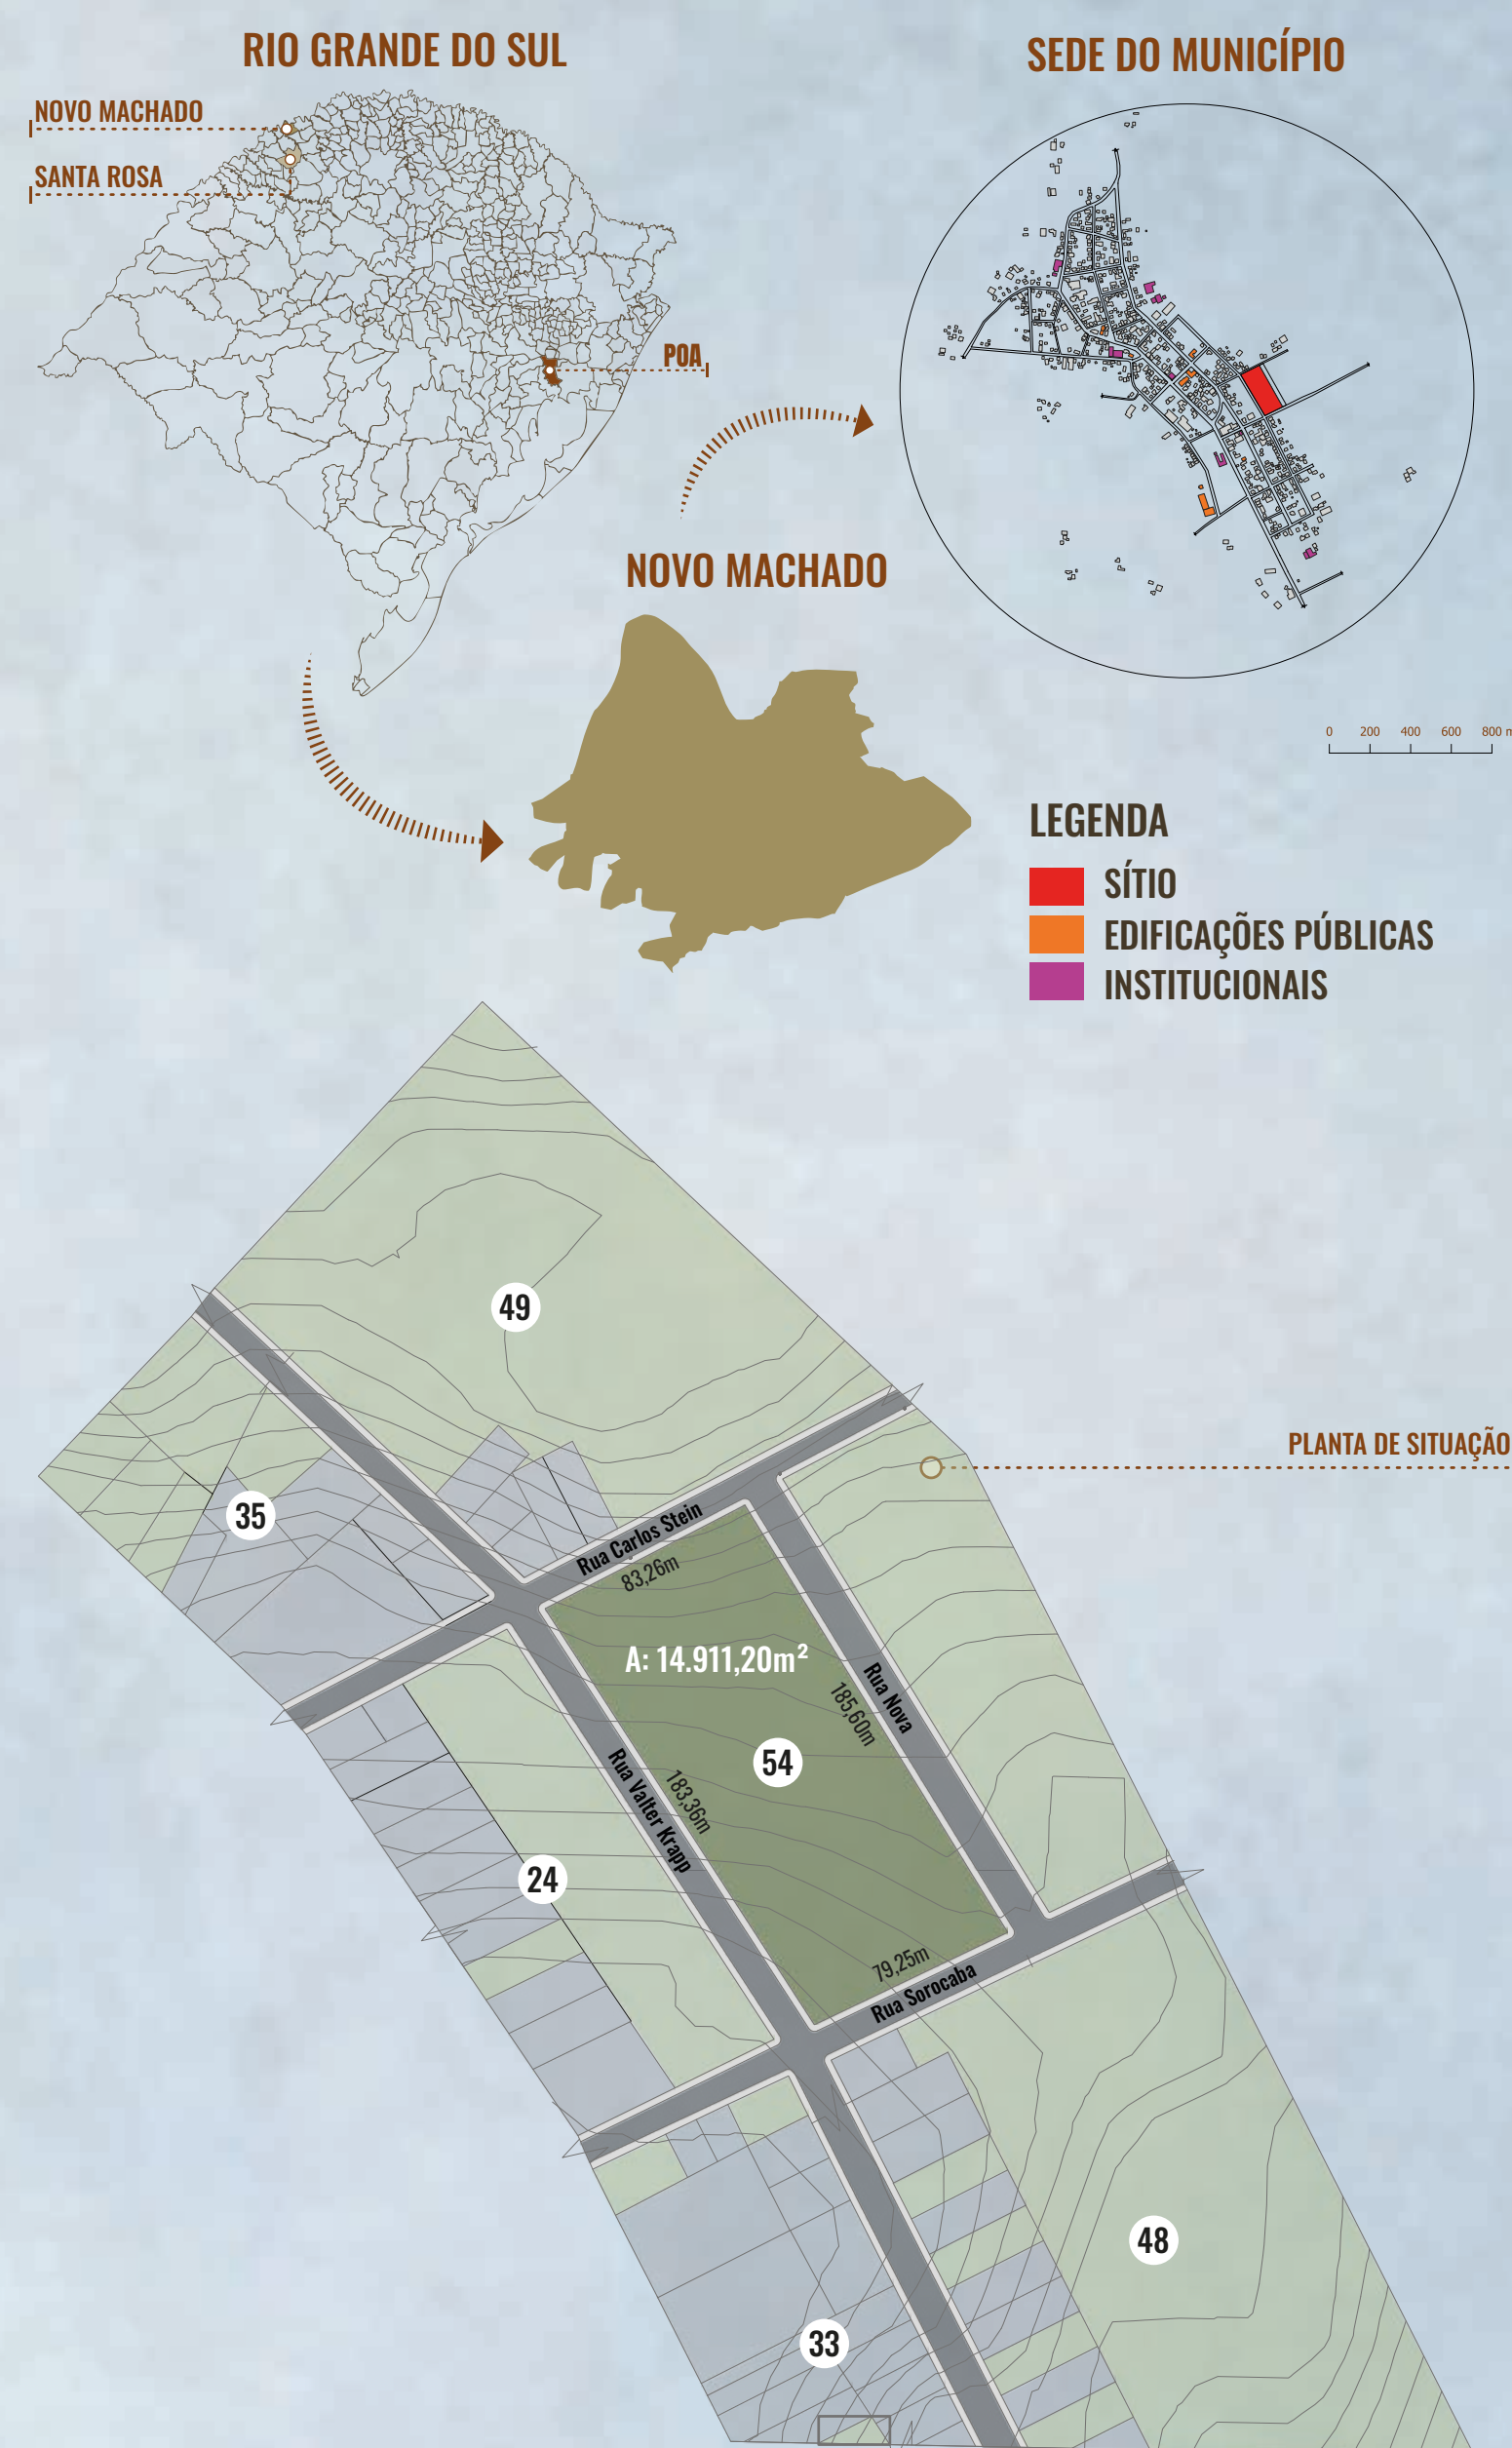 RIO GRANDE DO SUL
SEDE DO MUNICÍPIO
NOVO MACHADO
SANTA ROSA
POA
NOVO MACHADO
0 200 400 600 800 m
LEGENDA
SÍTIO
EDIFICAÇÕES PÚBLICAS
INSTITUCIONAIS
49
PLANTA DE SITUAÇÃO
35
Rua Carlos Stein
83,26m
A: 14.911,20m²
Rua Nova
185,60m
54
Rua Valter Krapp
183,36m
24
79,25m
Rua Sorocaba
48
33